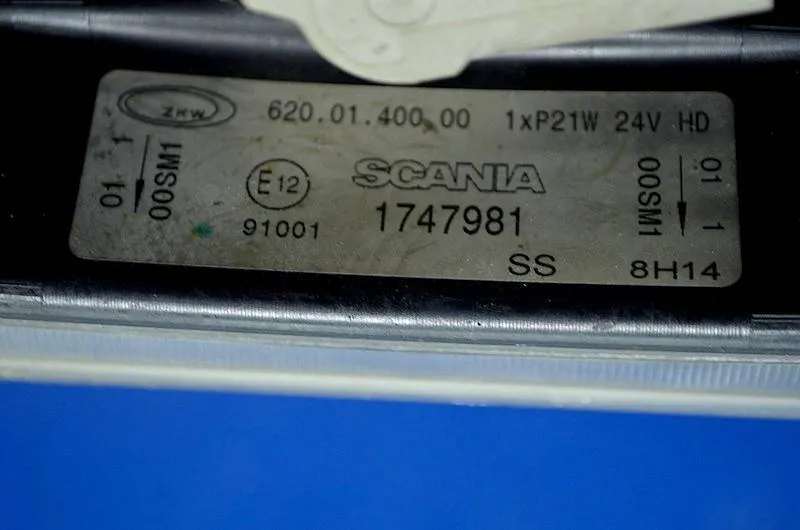 ZKW 620.01.400.00 1xP21W 24V HD
01 1
00SM1
E12
91001
SCANIA
1747981
01 1
00SM1
SS 8H14